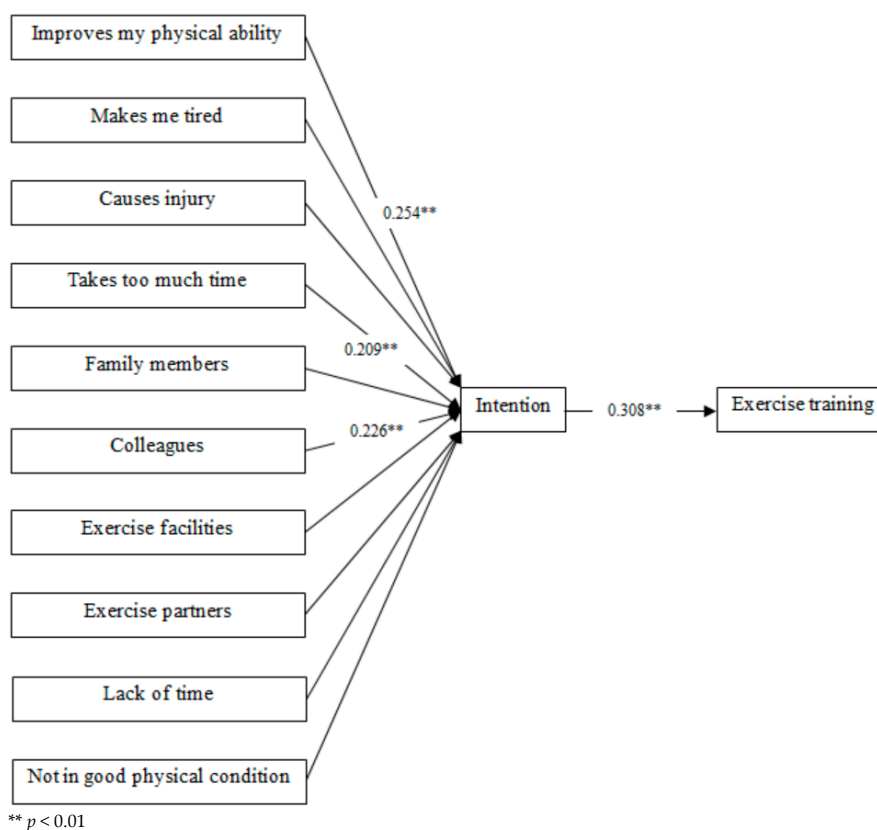 Improves my physical ability
Makes me tired
Causes injury
0.254**
Takes too much time
0.209**
Family members
Intention
0.308**
Exercise training
0.226**
Colleagues
Exercise facilities
Exercise partners
Lack of time
Not in good physical condition
** p < 0.01